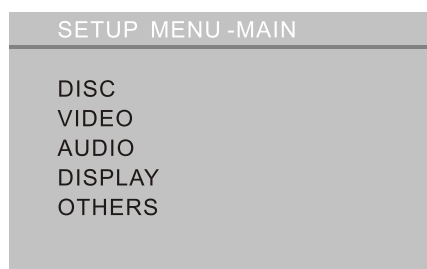 SETUP MENU -MAIN
DISC
VIDEO
AUDIO
DISPLAY
OTHERS